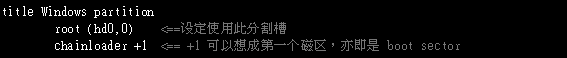 title Windows partition
root (hd0,0) <==设定使用此分割槽
chainloader +1 <== +1 可以想成第一个磁区，亦即是 boot sector